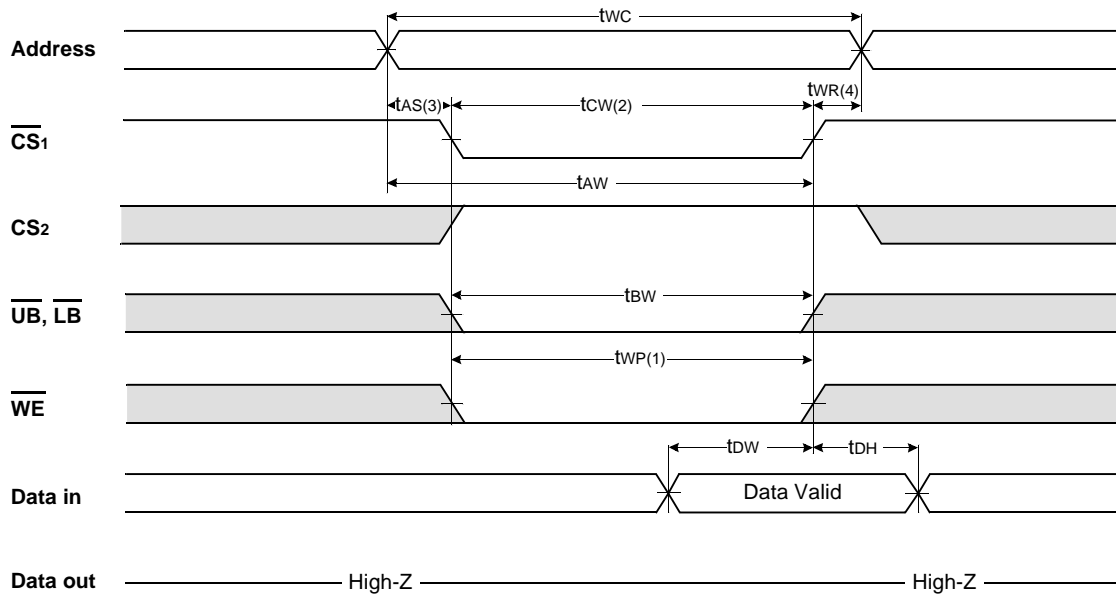 tWC
Address
tAS(3) tCW(2) tWR(4)
CS1
tAW
CS2
tBW
UB, LB
tWP(1)
WE
tDW tDH
Data in Data Valid
Data out High-Z High-Z